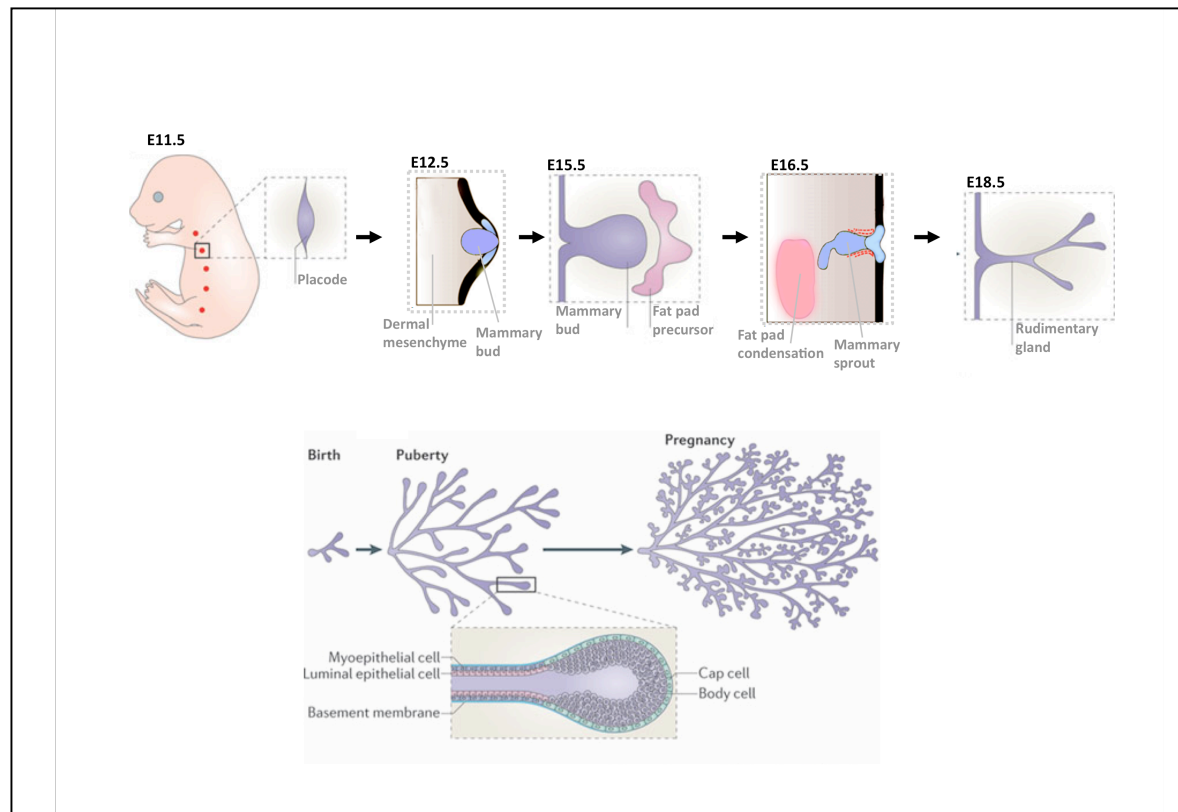 E11.5
Placode
E12.5
Dermal
mesenchyme
Mammary
bud
E15.5
Mammary
bud
Fat pad
precursor
E16.5
Fat pad
condensation
Mammary
sprout
E18.5
Rudimentary
gland
Birth
Puberty
Pregnancy
Myoepithelial cell
Luminal epithelial cell
Basement membrane
Cap cell
Body cell